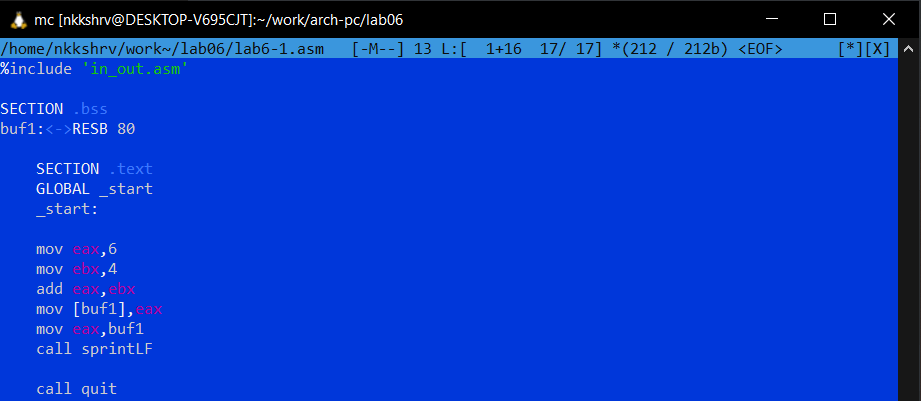 mc [nkkshrv@DESKTOP-V695CJT]:~/work/arch-pc/lab06
/home/nkkshrv/work~/lab06/lab6-1.asm   [-M--] 13 L:[  1+16  17/ 17] *(212 / 212b) <EOF>      [*][X]
%include 'in_out.asm'
SECTION .bss
buf1:<->RESB 80
SECTION .text
GLOBAL _start
_start:
mov eax,6
mov ebx,4
add eax,ebx
mov [buf1],eax
mov eax,buf1
call sprintLF
call quit